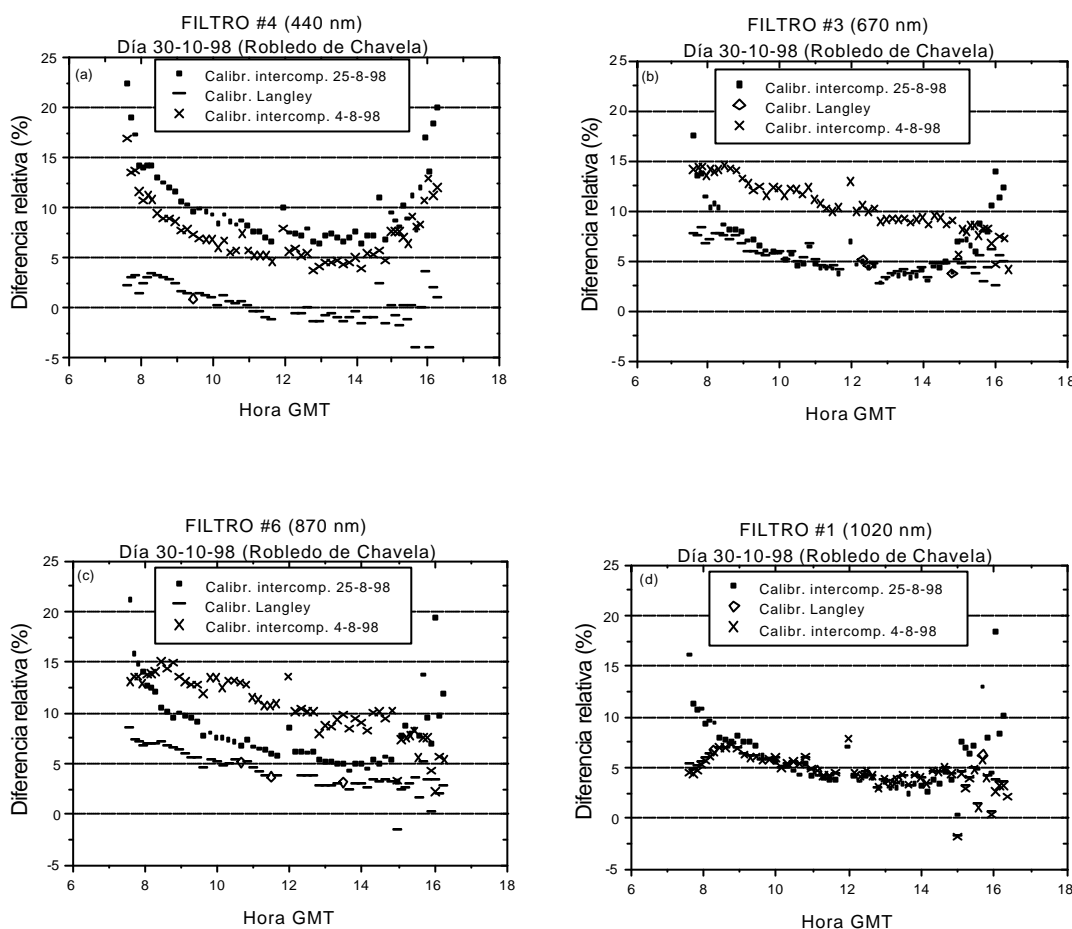 FILTRO #4 (440 nm)
Día 30-10-98 (Robledo de Chavela)
(a)
Calibr. intercomp. 25-8-98
Calibr. Langley
Calibr. intercomp. 4-8-98
Diferencia relativa (%)
25
20
15
10
5
0
-5
6 8 10 12 14 16 18
Hora GMT
FILTRO #3 (670 nm)
Día 30-10-98 (Robledo de Chavela)
(b)
Calibr. intercomp. 25-8-98
Calibr. Langley
Calibr. intercomp. 4-8-98
Diferencia relativa (%)
25
20
15
10
5
0
-5
6 8 10 12 14 16 18
Hora GMT
FILTRO #6 (870 nm)
Día 30-10-98 (Robledo de Chavela)
(c)
Calibr. intercomp. 25-8-98
Calibr. Langley
Calibr. intercomp. 4-8-98
Diferencia relativa (%)
25
20
15
10
5
0
-5
6 8 10 12 14 16 18
Hora GMT
FILTRO #1 (1020 nm)
Día 30-10-98 (Robledo de Chavela)
(d)
Calibr. intercomp. 25-8-98
Calibr. Langley
Calibr. intercomp. 4-8-98
Diferencia relativa (%)
25
20
15
10
5
0
-5
6 8 10 12 14 16 18
Hora GMT